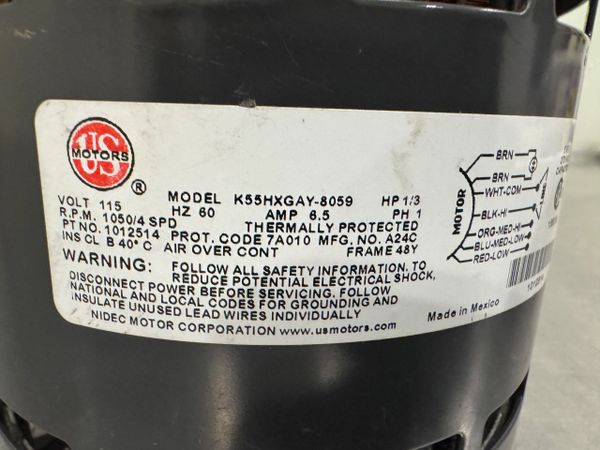 US
MOTORS
®
VOLT 115 MODEL K55HXGAY-8059 HP 1/3
R.P.M. 1050/4 SPD HZ 60 AMP 6.5 PH 1
PT NO. 1012514 THERMALLY PROTECTED
INS CL B 40° C PROT. CODE 7A010 MFG. NO. A24C
AIR OVER CONT FRAME 48Y
WARNING: FOLLOW ALL SAFETY INFORMATION. TO
REDUCE POTENTIAL ELECTRICAL SHOCK,
DISCONNECT POWER BEFORE SERVICING. FOLLOW
NATIONAL AND LOCAL CODES FOR GROUNDING AND
INSULATE UNUSED LEAD WIRES INDIVIDUALLY
NIDEC MOTOR CORPORATION www.usmotors.com
MOTOR
BRN
BRN
WHT-COM
BLK-HI
ORG-MED-HI
BLU-MED-LOW
RED-LOW
Made in Mexico